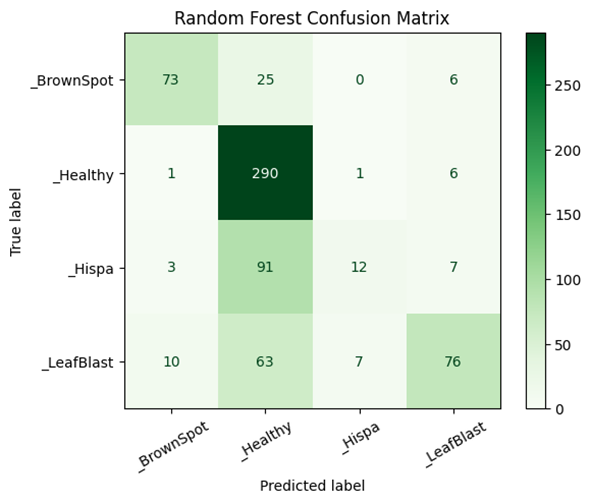 Random Forest Confusion Matrix
_BrownSpot 73 25 0 6
250
_Healthy 1 290 1 6
200
150
_Hispa 3 91 12 7
100
_LeafBlast 10 63 7 76
50
0
_BrownSpot _Healthy _Hispa _LeafBlast
True label
Predicted label